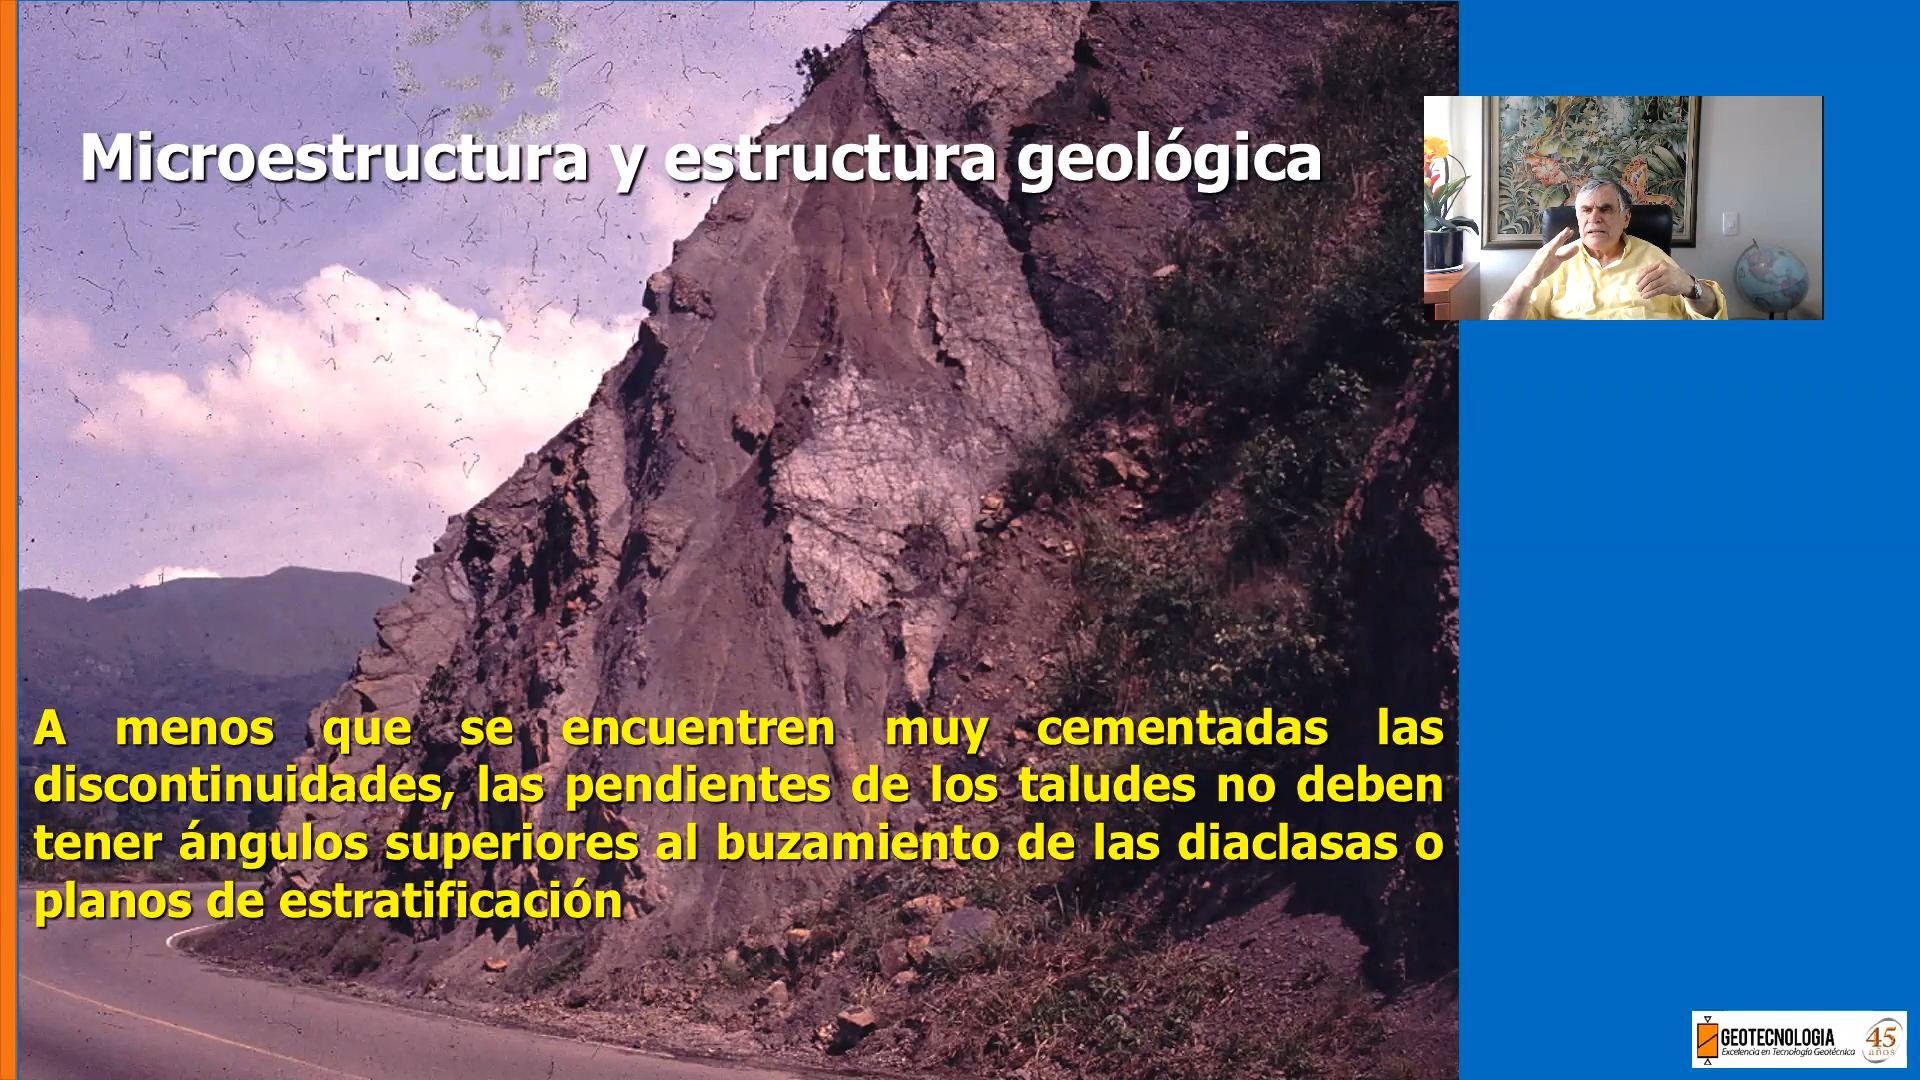 Microestructura y estructura geológica
A menos que se encuentren muy cementadas las
discontinuidades, las pendientes de los taludes no deben
tener ángulos superiores al buzamiento de las diaclasas o
planos de estratificación
GEOTECNOLOGIA
Excelencia en Tecnología Geotécnica
45
años